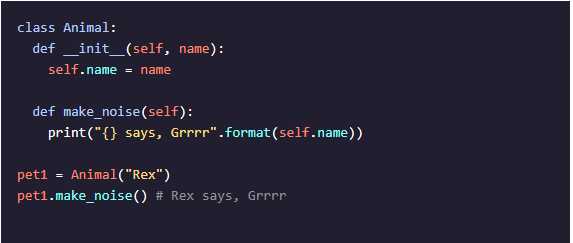 class Animal:
  def __init__(self, name):
    self.name = name

  def make_noise(self):
    print("{} says, Grrrr".format(self.name))

pet1 = Animal("Rex")
pet1.make_noise() # Rex says, Grrrr